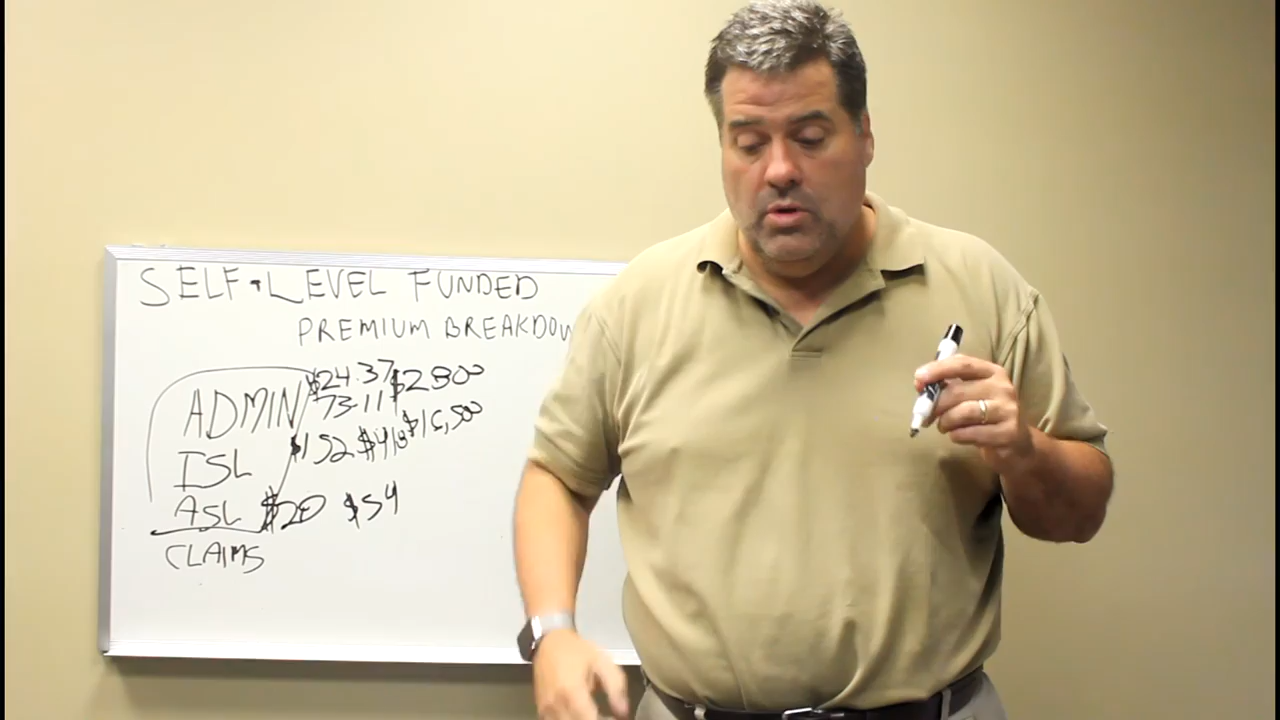 SELF + LEVEL FUNDED
PREMIUM BREAKDOW
ADMIN $24.37 $2800
73.11
ISL $152 $418 $16,500
ASL $20 $54
CLAIMS